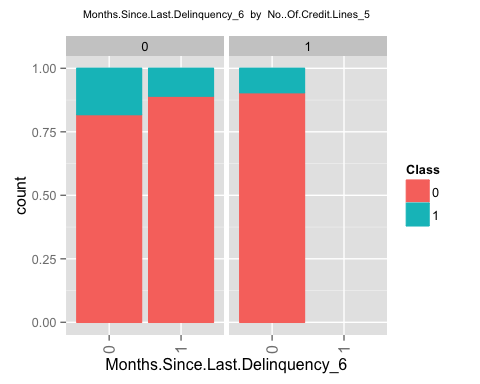 Months.Since.Last.Delinquency_6 by No..Of.Credit.Lines_5
0 1
1.00
0.75
0.50
0.25
0.00
count
0 1 0 1
Months.Since.Last.Delinquency_6
Class
0
1